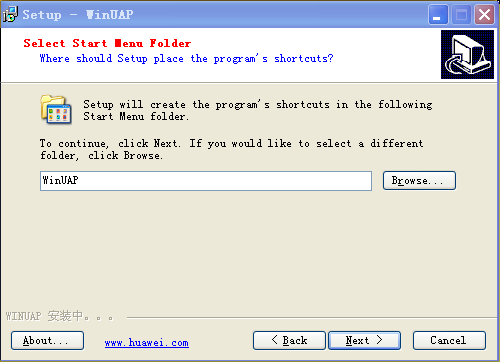 Setup - WinUAP
Select Start Menu Folder
Where should Setup place the program's shortcuts?
Setup will create the program's shortcuts in the following
Start Menu folder.
To continue, click Next. If you would like to select a different
folder, click Browse.
WinUAP
Browse...
WINUAP 安装中。。。
About...
www.huawei.com
< Back
Next >
Cancel